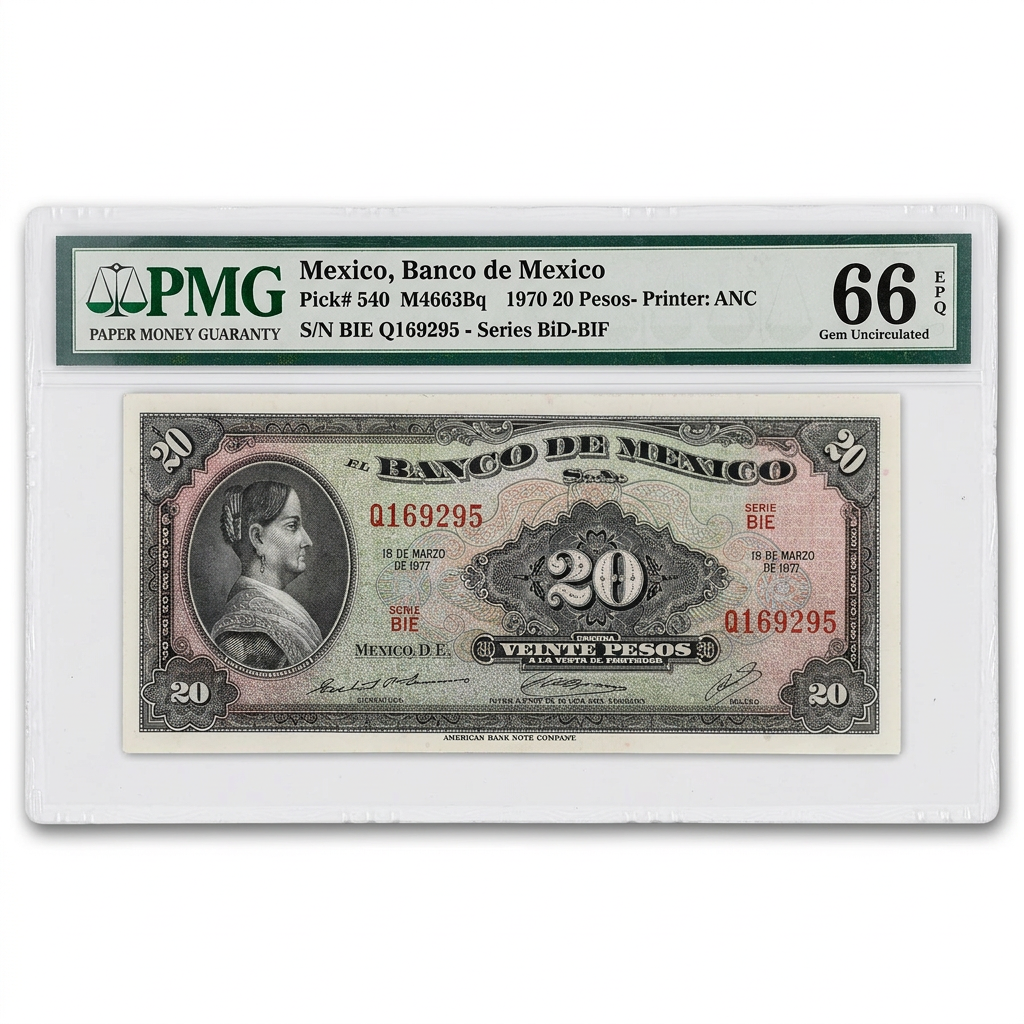 PMG
PAPER MONEY GUARANTY
Mexico, Banco de Mexico
Pick# 540 M4663Bq 1970 20 Pesos- Printer: ANC
S/N BIE Q169295 - Series BiD-BIF
66
EPQ
Gem Uncirculated
20
20
EL BANCO DE MEXICO
S.A.
Q169295
SERIE
BIE
18 DE MARZO
DE 1977
18 BE MARZO
DE 1977
20
SERIE
BIE
Q169295
MEXICO, D.E.
VEINTE PESOS
20
20
AMERICAN BANK NOTE COMPANE